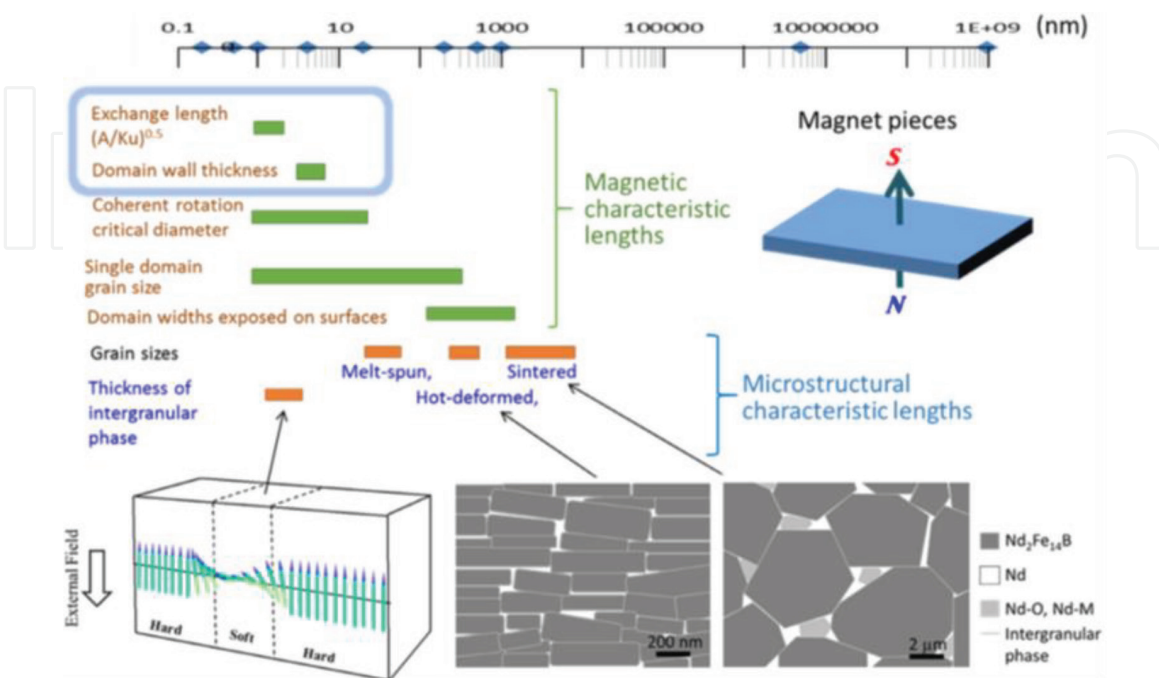 0.1 10 1000 100000 10000000 1E+09 (nm)
Exchange length
(A/Ku)0.5
Domain wall thickness
Coherent rotation
critical diameter
Single domain
grain size
Domain widths exposed on surfaces
Magnetic
characteristic
lengths
Magnet pieces
S
N
Grain sizes
Melt-spun,
Sintered
Hot-deformed,
Thickness of
intergranular
phase
Microstructural
characteristic lengths
External Field
Hard
Soft
Hard
200 nm
2 μm
Nd2Fe14B
Nd
Nd-O, Nd-M
Intergranular
phase